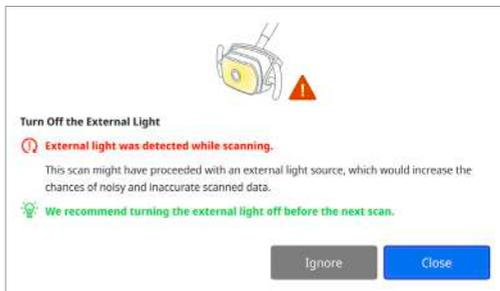 Turn Off the External Light
External light was detected while scanning.
This scan might have proceeded with an external light source, which would increase the
chances of noisy and inaccurate scanned data.
We recommend turning the external light off before the next scan.
Ignore
Close